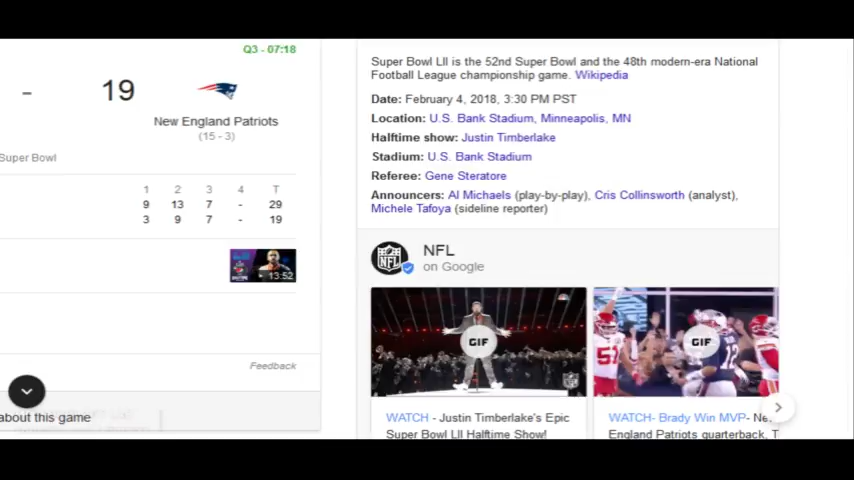 Q3 - 07:18
- 19
New England Patriots
(15 - 3)
Super Bowl
1 2 3 4 T
9 13 7 - 29
3 9 7 - 19
13:52
Feedback
about this game
Super Bowl LII is the 52nd Super Bowl and the 48th modern-era National
Football League championship game. Wikipedia
Date: February 4, 2018, 3:30 PM PST
Location: U.S. Bank Stadium, Minneapolis, MN
Halftime show: Justin Timberlake
Stadium: U.S. Bank Stadium
Referee: Gene Steratore
Announcers: Al Michaels (play-by-play), Cris Collinsworth (analyst),
Michele Tafoya (sideline reporter)
NFL
NFL
on Google
GIF
GIF
51
12
WATCH - Justin Timberlake's Epic
Super Bowl LII Halftime Show!
WATCH- Brady Win MVP- Ne
England Patriots quarterback, T